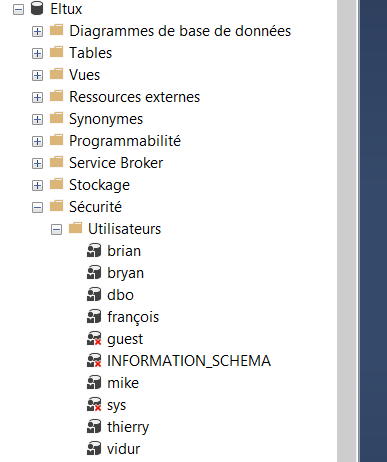 Eltux
Diagrammes de base de données
Tables
Vues
Ressources externes
Synonymes
Programmabilité
Service Broker
Stockage
Sécurité
Utilisateurs
brian
bryan
dbo
françois
guest
INFORMATION_SCHEMA
mike
sys
thierry
vidur